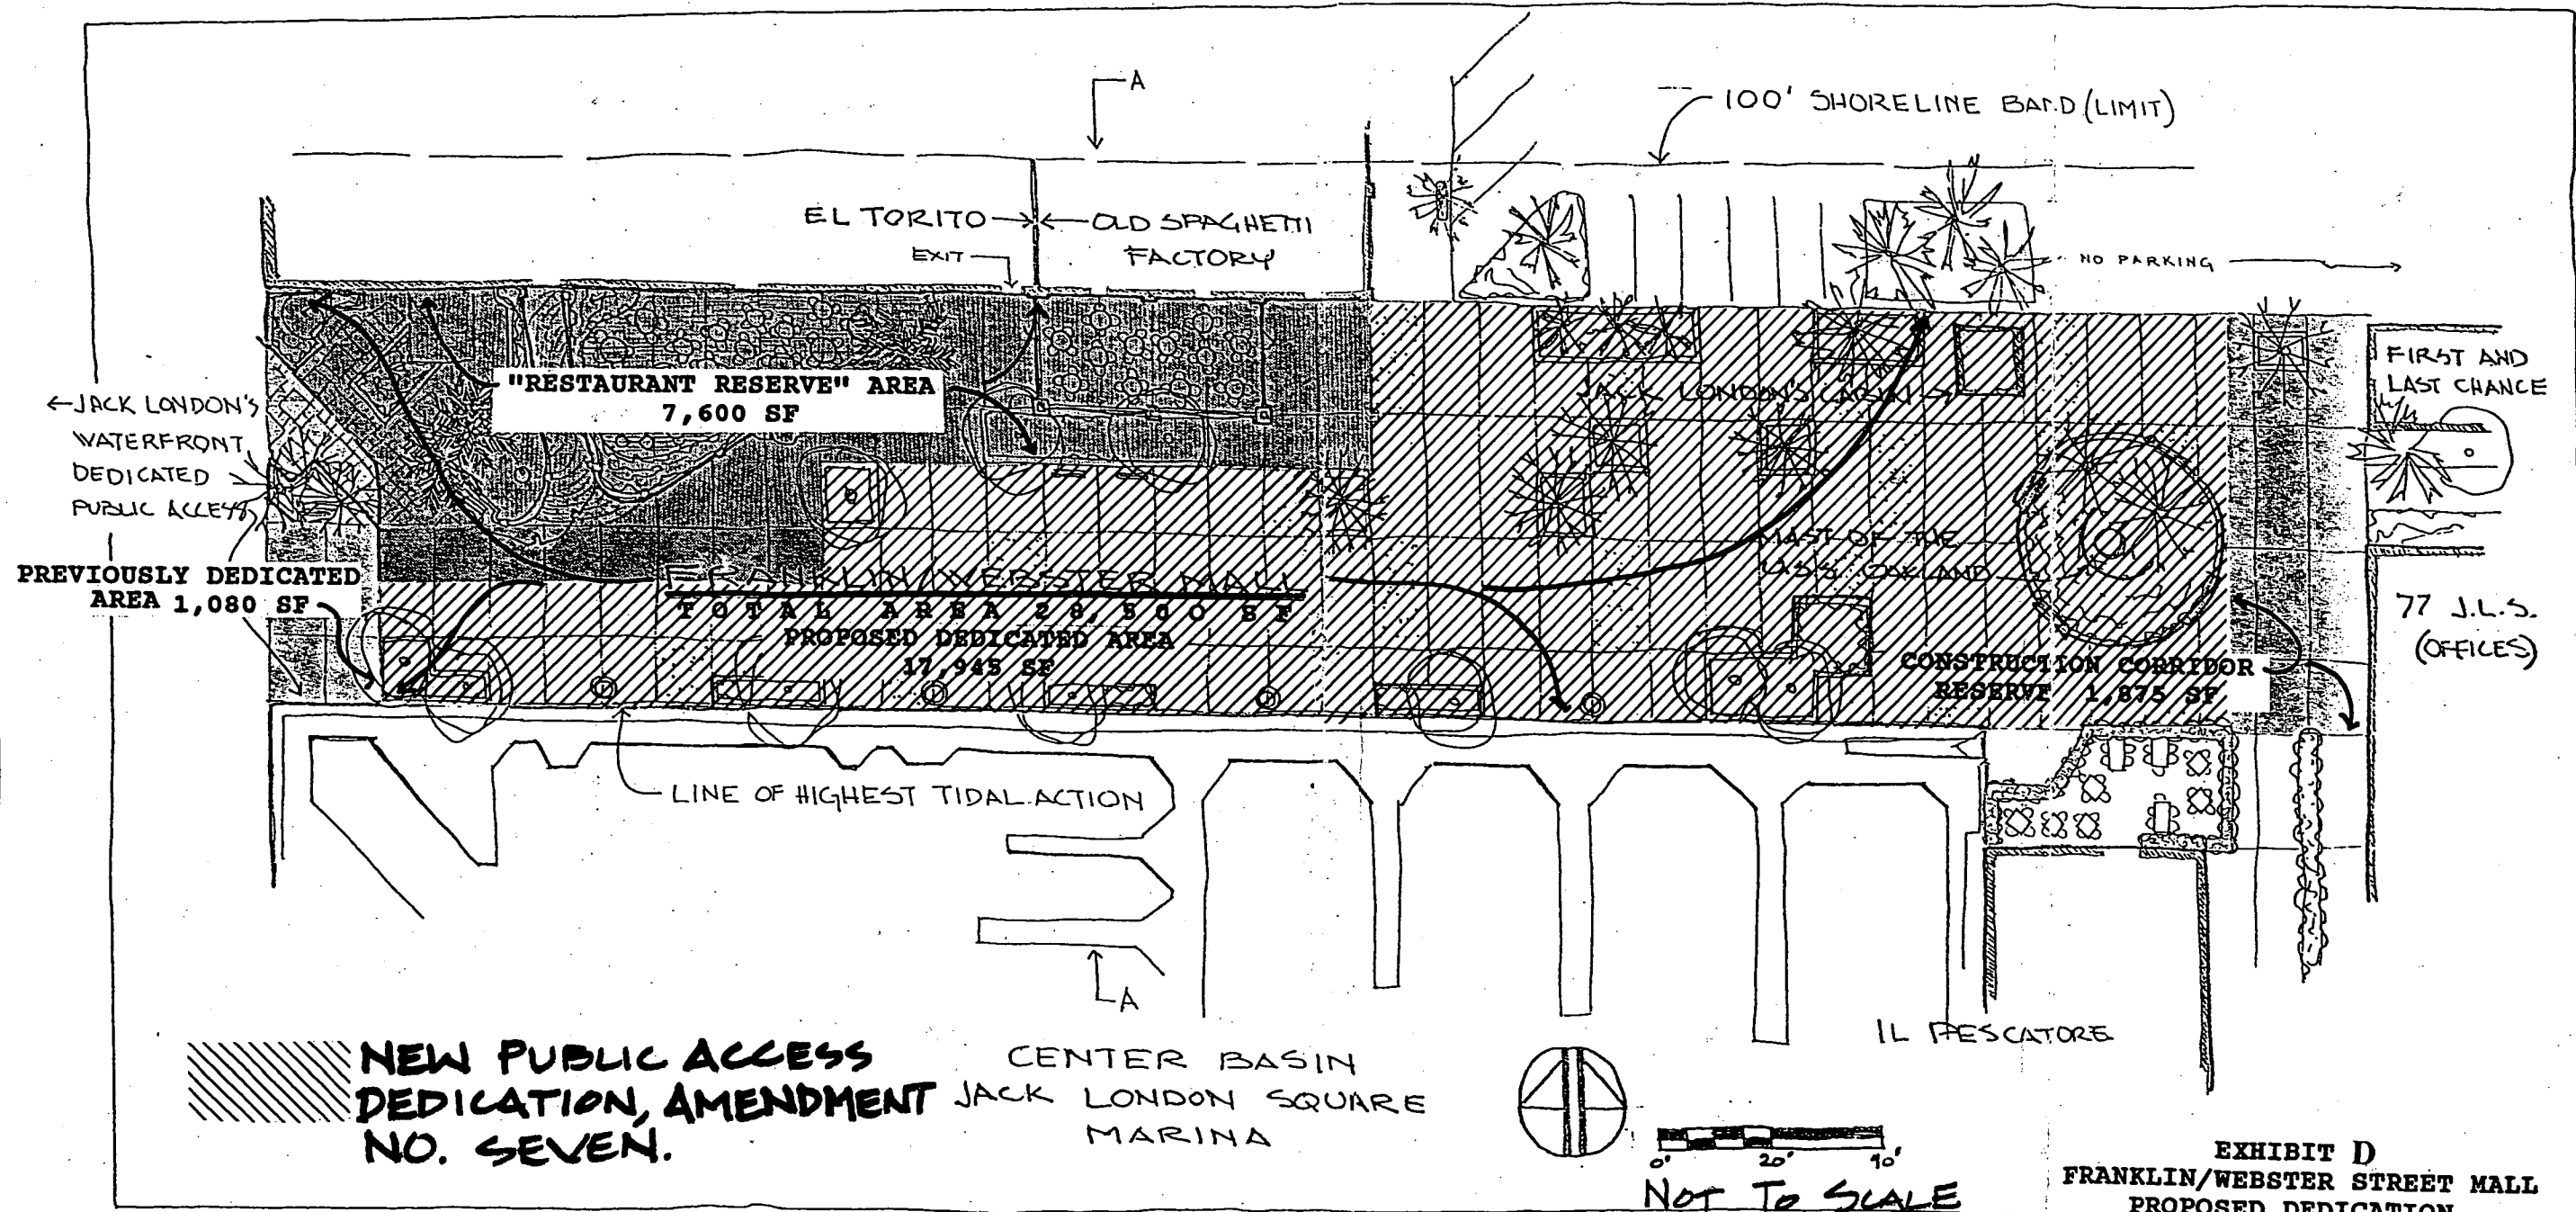 A
100' SHORELINE BAND (LIMIT)
EL TORITO
OLD SPAGHETTI
FACTORY
EXIT
NO PARKING
"RESTAURANT RESERVE" AREA
7,600 SF
JACK LONDON'S CABIN
FIRST AND
LAST CHANCE
JACK LONDON'S
WATERFRONT
DEDICATED
PUBLIC ACCESS
MAST OF THE
U.S.S. OAKLAND
PREVIOUSLY DEDICATED
AREA 1,080 SF
FRANKLIN/WEBSTER MALL
TOTAL AREA 28,500 SF
PROPOSED DEDICATED AREA
17,945 SF
77 J.L.S.
(OFFICES)
CONSTRUCTION CORRIDOR
RESERVE 1,875 SF
LINE OF HIGHEST TIDAL ACTION
A
IL PESCATORE
NEW PUBLIC ACCESS
DEDICATION, AMENDMENT
NO. SEVEN.
CENTER BASIN
JACK LONDON SQUARE
MARINA
0' 20' 40'
NOT TO SCALE
EXHIBIT D
FRANKLIN/WEBSTER STREET MALL
PROPOSED DEDICATION